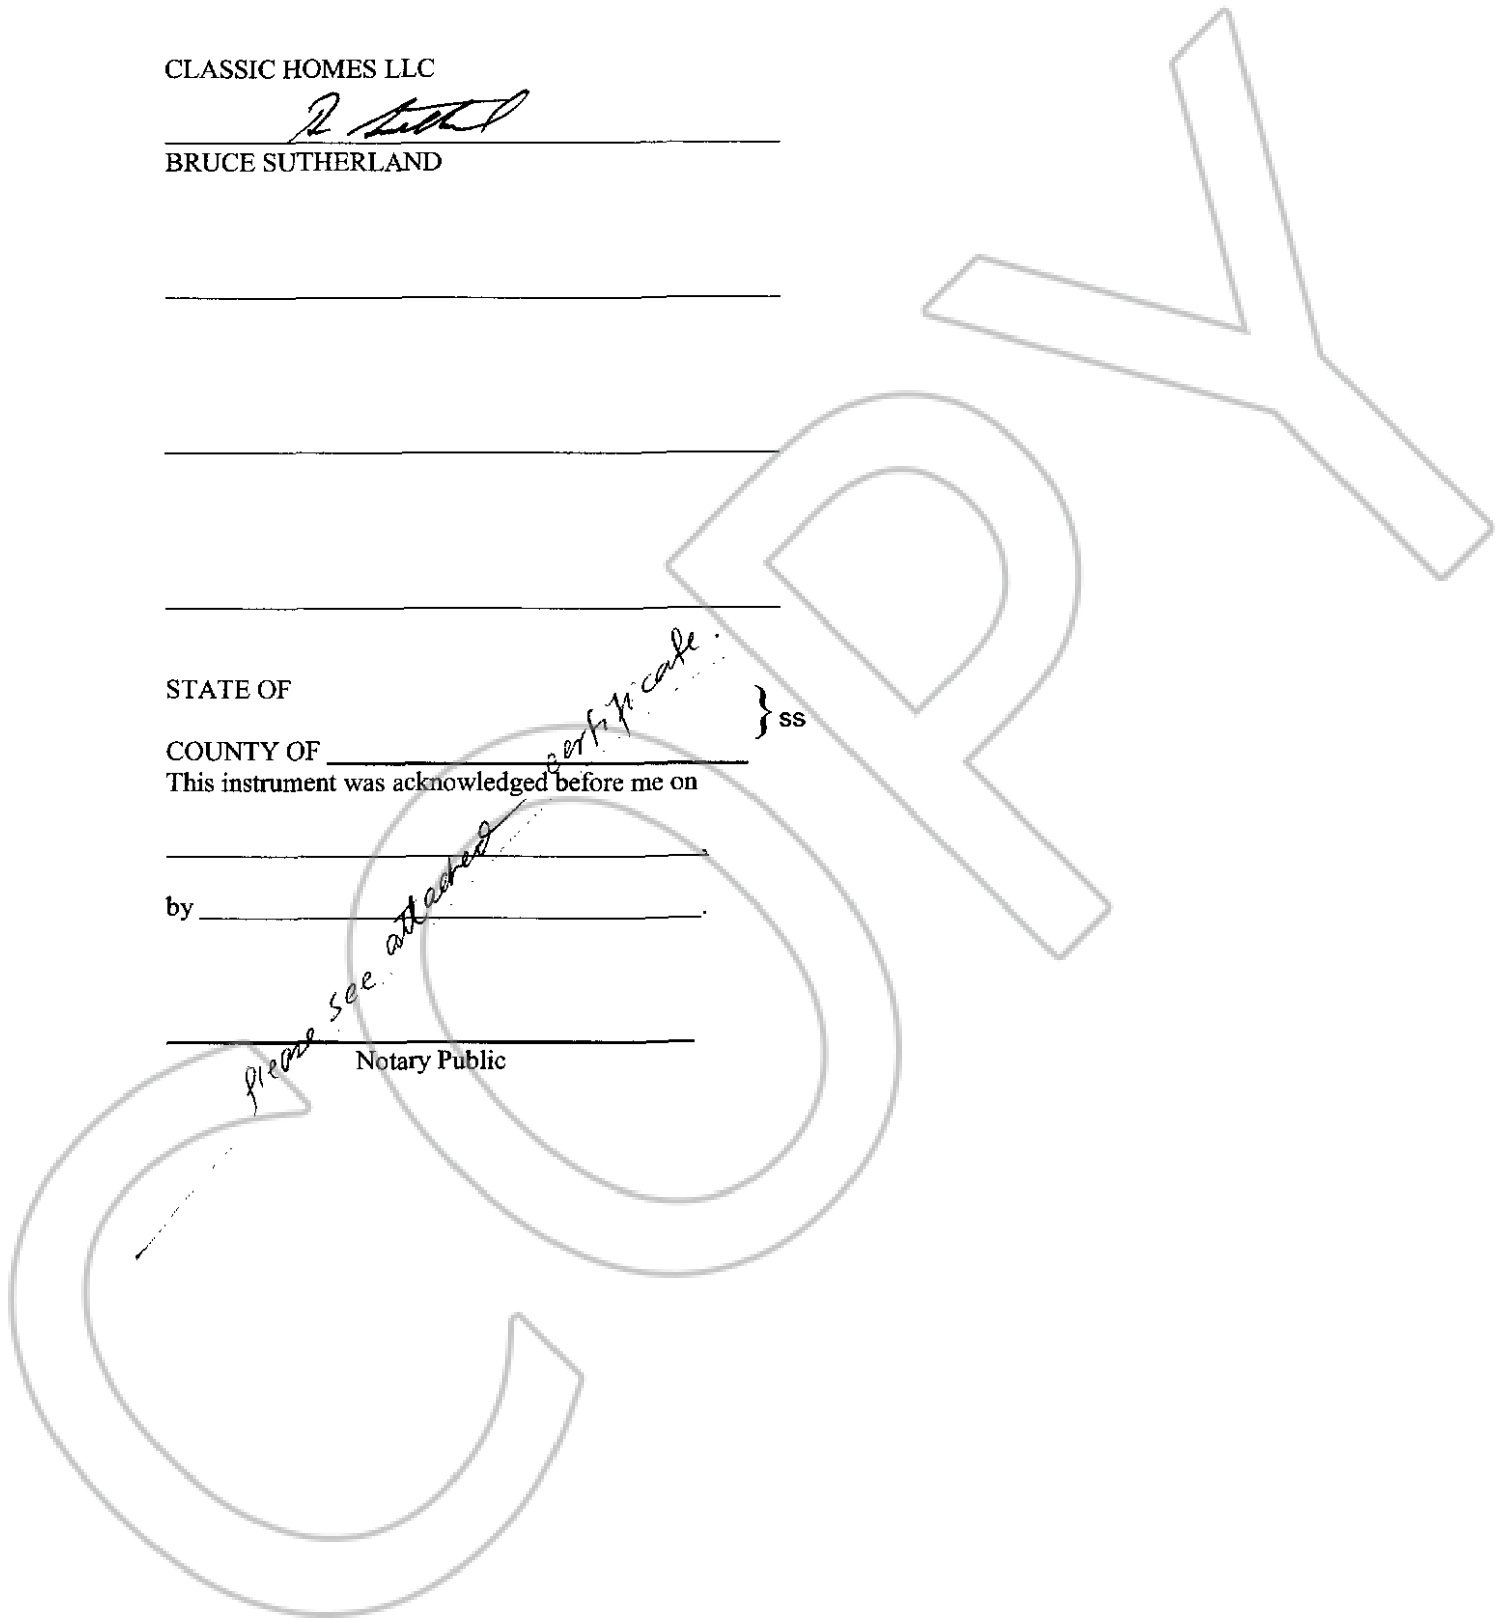 CLASSIC HOMES LLC
BRUCE SUTHERLAND
STATE OF
} ss
COUNTY OF
This instrument was acknowledged before me on
by
please see attached certificate.
Notary Public
COPY